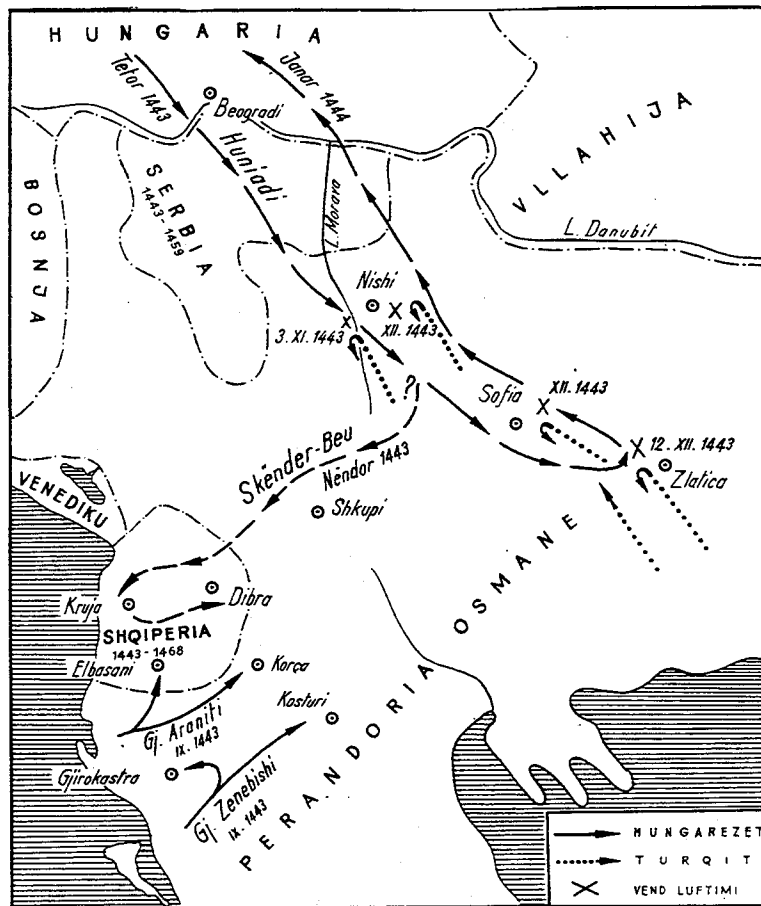 HUNGARIA
Tetor 1443
Janar 1444
Beogradi
Huniadi
VLLAHIJA
BOSNJA
SERBIA
1443-1459
L. Morava
L. Danubit
Nishi
3. XI. 1443
XII. 1443
?
Sofia
XII. 1443
12. XII. 1443
Zlatica
Skënder-Beu
Nëndor 1443
Shkupi
VENEDIKU
Kruja
Dibra
SHQIPERIA
1443-1468
Elbasani
Korça
Gj. Araniti
IX. 1443
Kosturi
Gjirokastra
Gj. Zenebishi
IX. 1443
PERANDORIA OSMANE
HUNGAREZET
TURQIT
VEND LUFTIMI